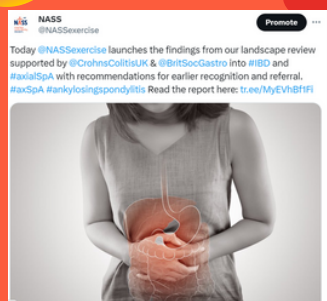 NASS
@NASSexercise
Promote
Today @NASSexercise launches the findings from our landscape review
supported by @CrohnsColitisUK & @BritSocGastro into #IBD and
#axialSpA with recommendations for earlier recognition and referral.
#axSpA #ankylosingspondylitis Read the report here: tr.ee/MyEVhBf1Fi